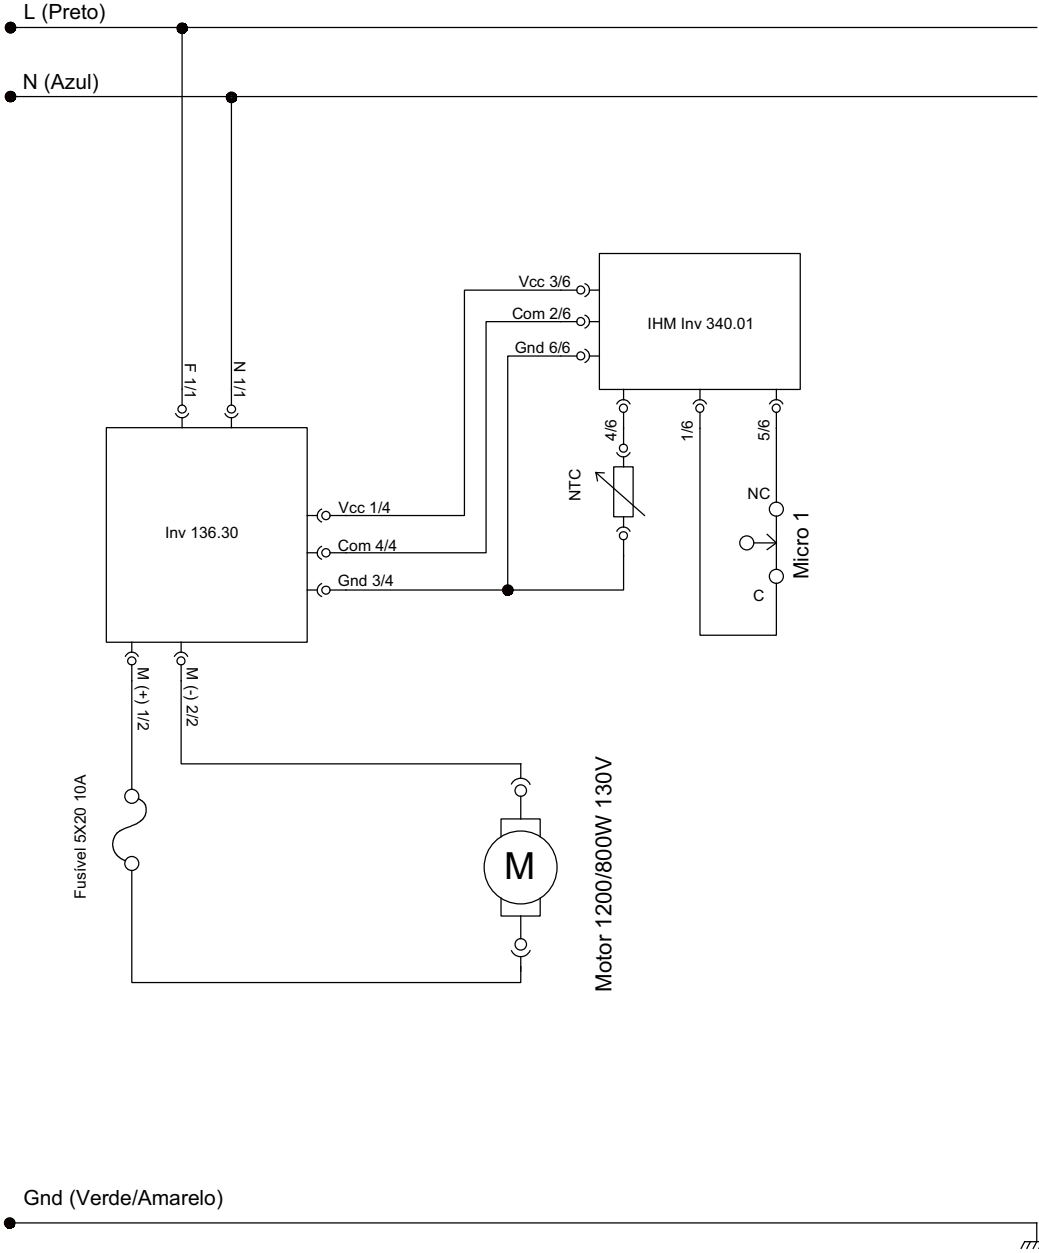 L (Preto)
N (Azul)
F 1/1
N 1/1
Vcc 3/6
Com 2/6
Gnd 6/6
IHM Inv 340.01
4/6
1/6
5/6
NTC
NC
Micro 1
C
Inv 136.30
Vcc 1/4
Com 4/4
Gnd 3/4
M (+) 1/2
M (-) 2/2
Fusível 5X20 10A
M
Motor 1200/800W 130V
Gnd (Verde/Amarelo)